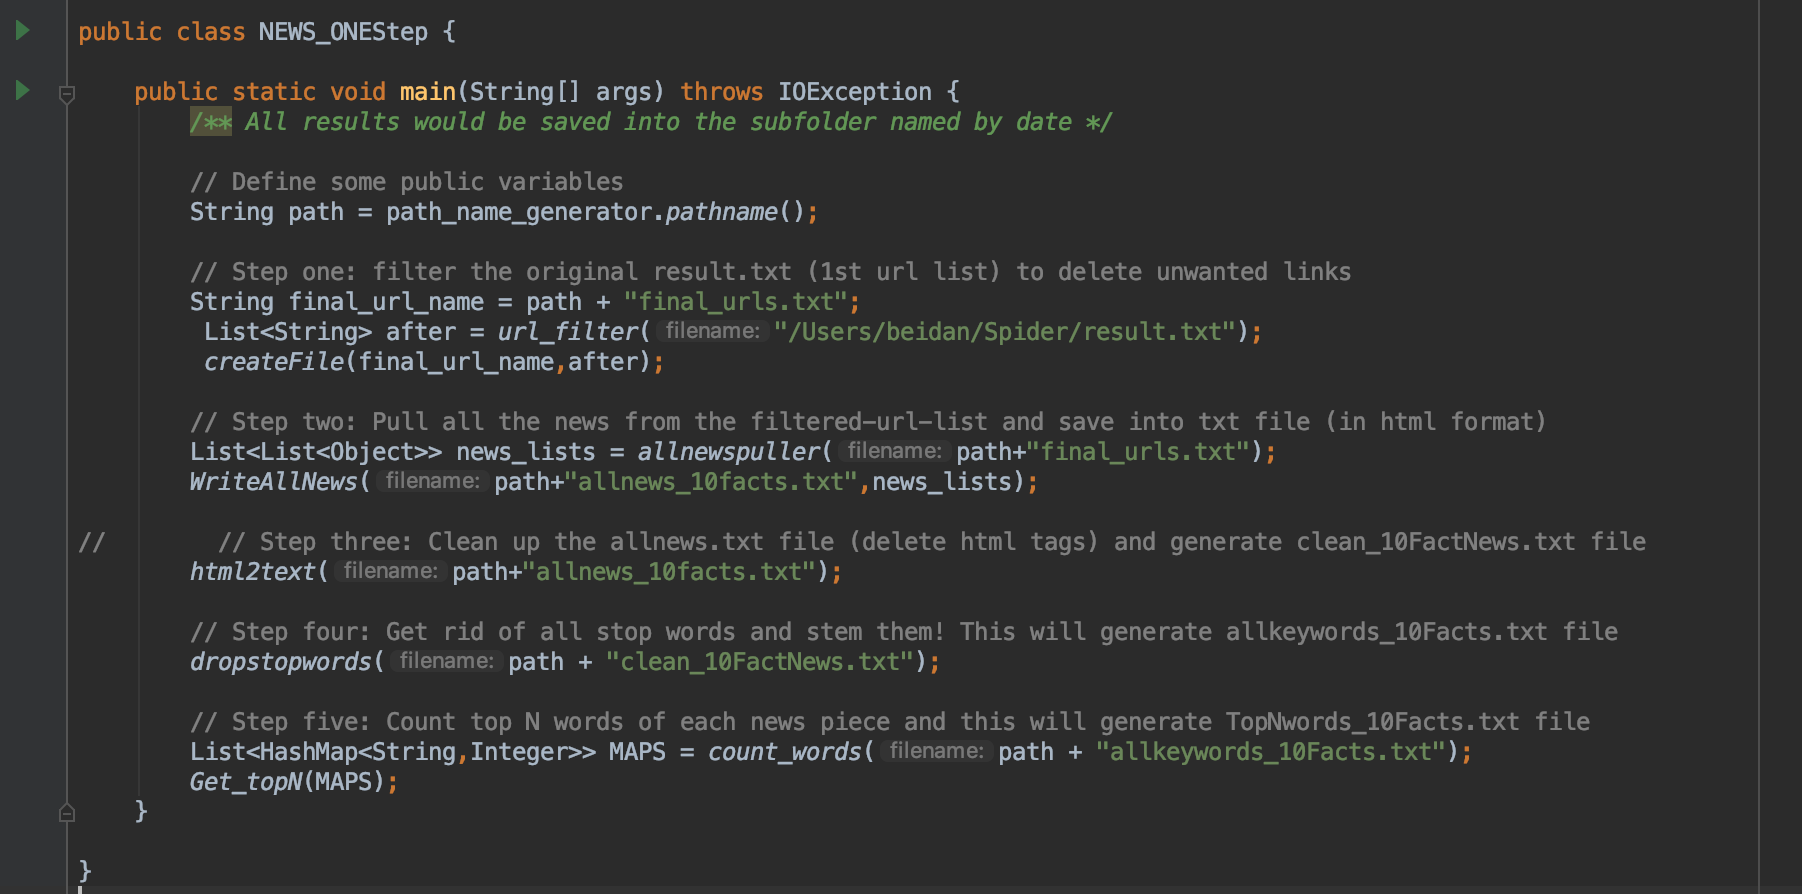 public class NEWS_ONEStep {
public static void main(String[] args) throws IOException {
/** All results would be saved into the subfolder named by date */
// Define some public variables
String path = path_name_generator.pathname();
// Step one: filter the original result.txt (1st url list) to delete unwanted links
String final_url_name = path + "final_urls.txt";
List<String> after = url_filter( filename: "/Users/beidan/Spider/result.txt");
createFile(final_url_name,after);
// Step two: Pull all the news from the filtered-url-list and save into txt file (in html format)
List<List<Object>> news_lists = allnewspuller( filename: path+"final_urls.txt");
WriteAllNews( filename: path+"allnews_10facts.txt",news_lists);
// // Step three: Clean up the allnews.txt file (delete html tags) and generate clean_10FactNews.txt file
html2text( filename: path+"allnews_10facts.txt");
// Step four: Get rid of all stop words and stem them! This will generate allkeywords_10Facts.txt file
dropstopwords( filename: path + "clean_10FactNews.txt");
// Step five: Count top N words of each news piece and this will generate TopNwords_10Facts.txt file
List<HashMap<String,Integer>> MAPS = count_words( filename: path + "allkeywords_10Facts.txt");
Get_topN(MAPS);
}
}